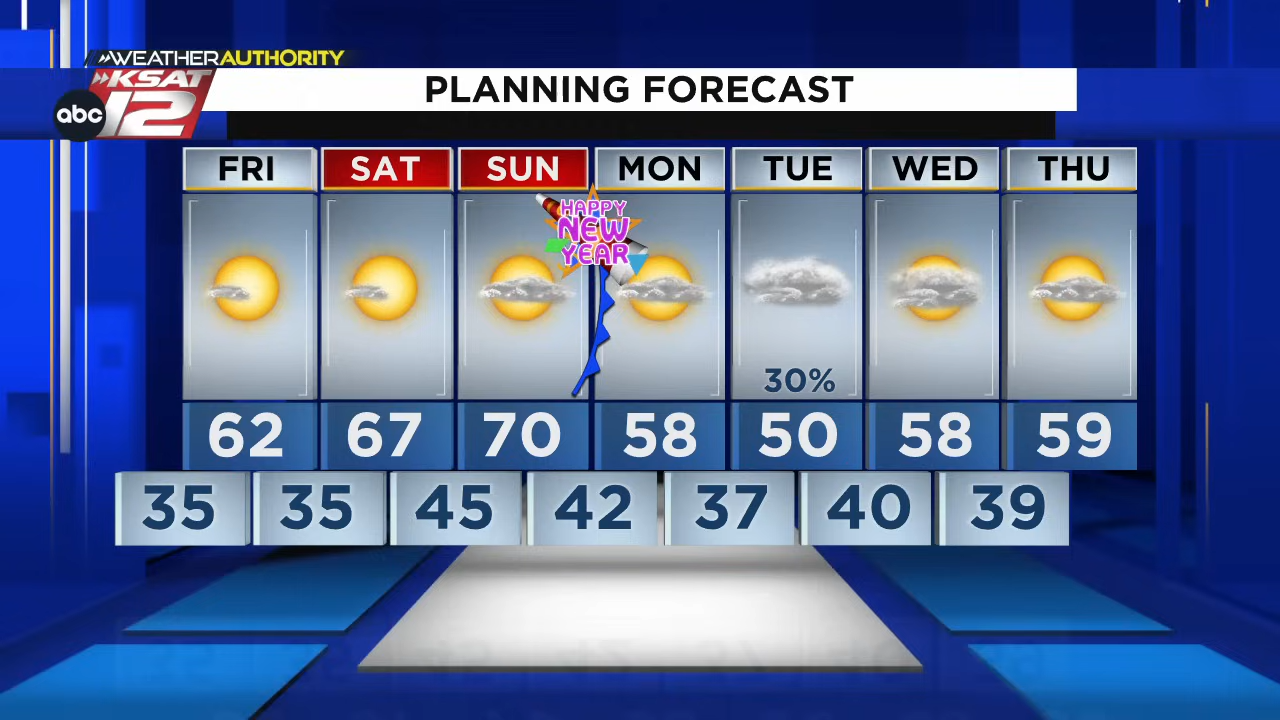 WEATHERAUTHORITY
KSAT
abc 12
PLANNING FORECAST
FRI SAT SUN MON TUE WED THU
HAPPY
NEW
YEAR
30%
62 67 70 58 50 58 59
35 35 45 42 37 40 39